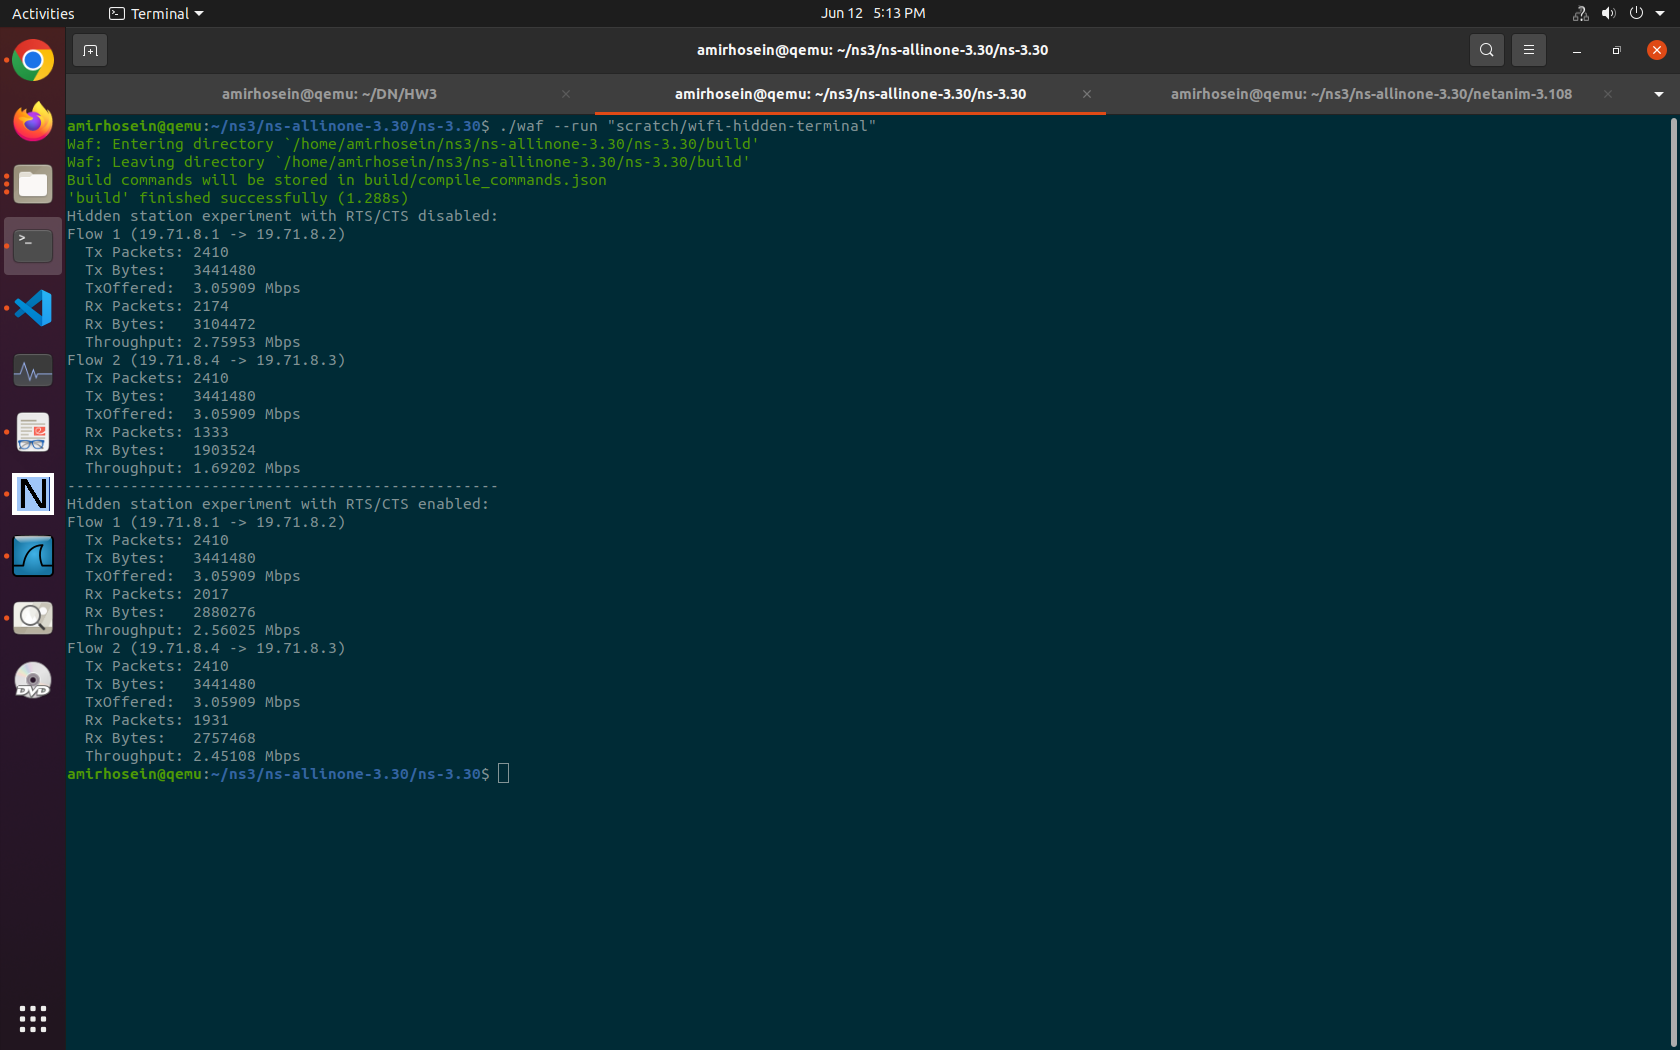 Activities
Terminal
Jun 12 5:13 PM
amirhosein@qemu: ~/ns3/ns-allinone-3.30/ns-3.30
amirhosein@qemu: ~/DN/HW3
amirhosein@qemu: ~/ns3/ns-allinone-3.30/ns-3.30
amirhosein@qemu: ~/ns3/ns-allinone-3.30/netanim-3.108
amirhosein@qemu:~/ns3/ns-allinone-3.30/ns-3.30$ ./waf --run "scratch/wifi-hidden-terminal"
Waf: Entering directory `/home/amirhosein/ns3/ns-allinone-3.30/ns-3.30/build'
Waf: Leaving directory `/home/amirhosein/ns3/ns-allinone-3.30/ns-3.30/build'
Build commands will be stored in build/compile_commands.json
'build' finished successfully (1.288s)
Hidden station experiment with RTS/CTS disabled:
Flow 1 (19.71.8.1 -> 19.71.8.2)
  Tx Packets: 2410
  Tx Bytes:   3441480
  TxOffered:  3.05909 Mbps
  Rx Packets: 2174
  Rx Bytes:   3104472
  Throughput: 2.75953 Mbps
Flow 2 (19.71.8.4 -> 19.71.8.3)
  Tx Packets: 2410
  Tx Bytes:   3441480
  TxOffered:  3.05909 Mbps
  Rx Packets: 1333
  Rx Bytes:   1903524
  Throughput: 1.69202 Mbps
------------------------------------------------
Hidden station experiment with RTS/CTS enabled:
Flow 1 (19.71.8.1 -> 19.71.8.2)
  Tx Packets: 2410
  Tx Bytes:   3441480
  TxOffered:  3.05909 Mbps
  Rx Packets: 2017
  Rx Bytes:   2880276
  Throughput: 2.56025 Mbps
Flow 2 (19.71.8.4 -> 19.71.8.3)
  Tx Packets: 2410
  Tx Bytes:   3441480
  TxOffered:  3.05909 Mbps
  Rx Packets: 1931
  Rx Bytes:   2757468
  Throughput: 2.45108 Mbps
amirhosein@qemu:~/ns3/ns-allinone-3.30/ns-3.30$
N
DVD